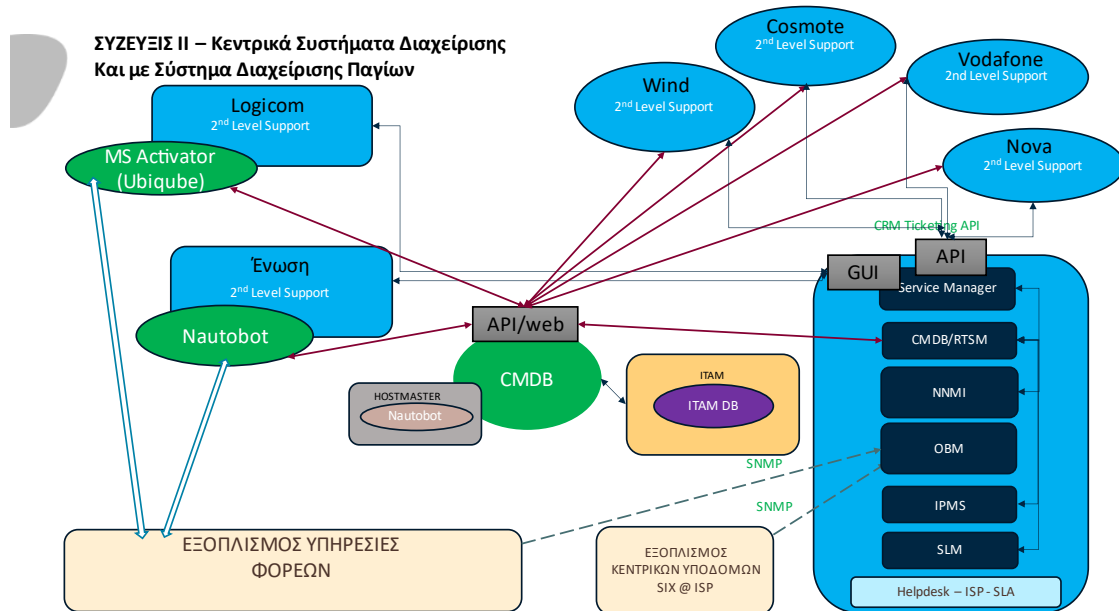 ΣΥΖΕΥΞΙΣ ΙΙ – Κεντρικά Συστήματα Διαχείρισης
Και με Σύστημα Διαχείρισης Παγίων
Cosmote
2nd Level Support
Wind
2nd Level Support
Vodafone
2nd Level Support
Nova
2nd Level Support
Logicom
2nd Level Support
MS Activator
(Ubiqube)
Ένωση
2nd Level Support
Nautobot
CRM Ticketing API
API
GUI
Service Manager
API/web
CMDB
HOSTMASTER
Nautobot
ITAM
ITAM DB
CMDB/RTSM
NNMI
OBM
IPMS
SLM
Helpdesk – ISP - SLA
SNMP
SNMP
ΕΞΟΠΛΙΣΜΟΣ ΥΠΗΡΕΣΙΕΣ
ΦΟΡΕΩΝ
ΕΞΟΠΛΙΣΜΟΣ
ΚΕΝΤΡΙΚΩΝ ΥΠΟΔΟΜΩΝ
SIX @ ISP